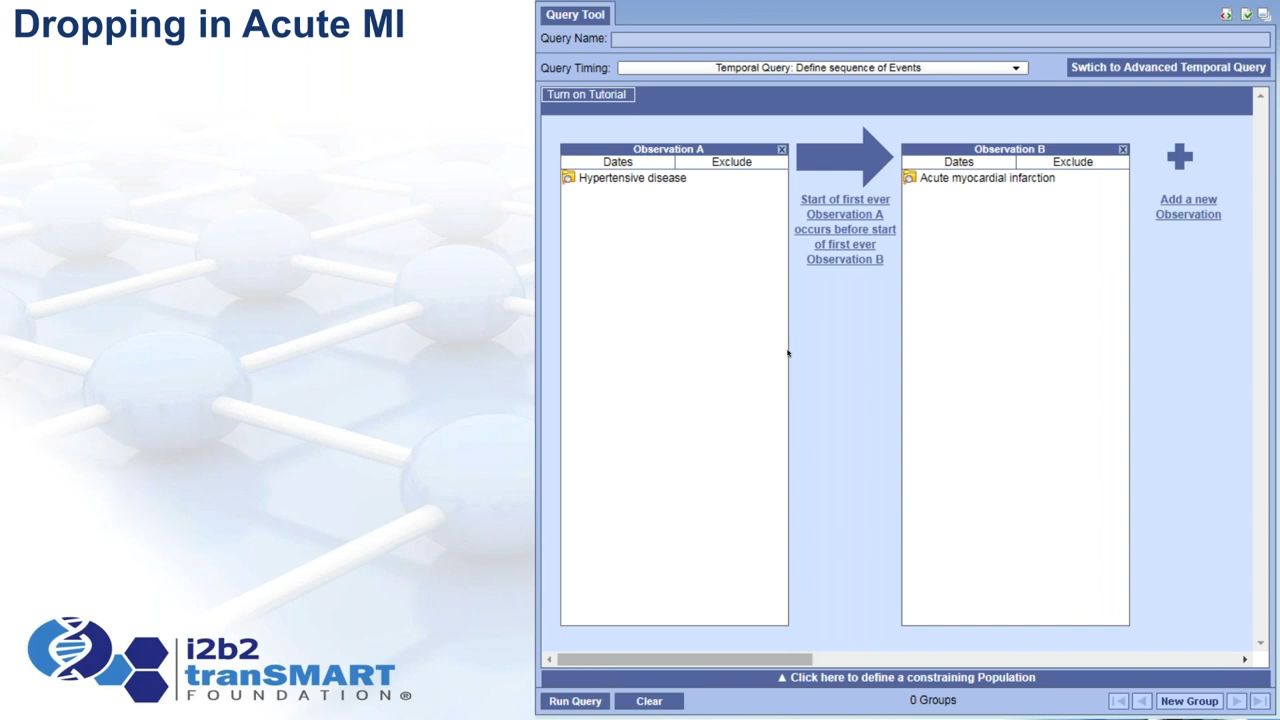 Dropping in Acute MI
Query Tool
Query Name:
Query Timing: Temporal Query: Define sequence of Events Swtich to Advanced Temporal Query
Turn on Tutorial
Observation A
Dates Exclude
Hypertensive disease
Start of first ever
Observation A
occurs before start
of first ever
Observation B
Observation B
Dates Exclude
Acute myocardial infarction
Add a new
Observation
▲ Click here to define a constraining Population
Run Query Clear 0 Groups New Group
i2b2
tranSMART
FOUNDATION®